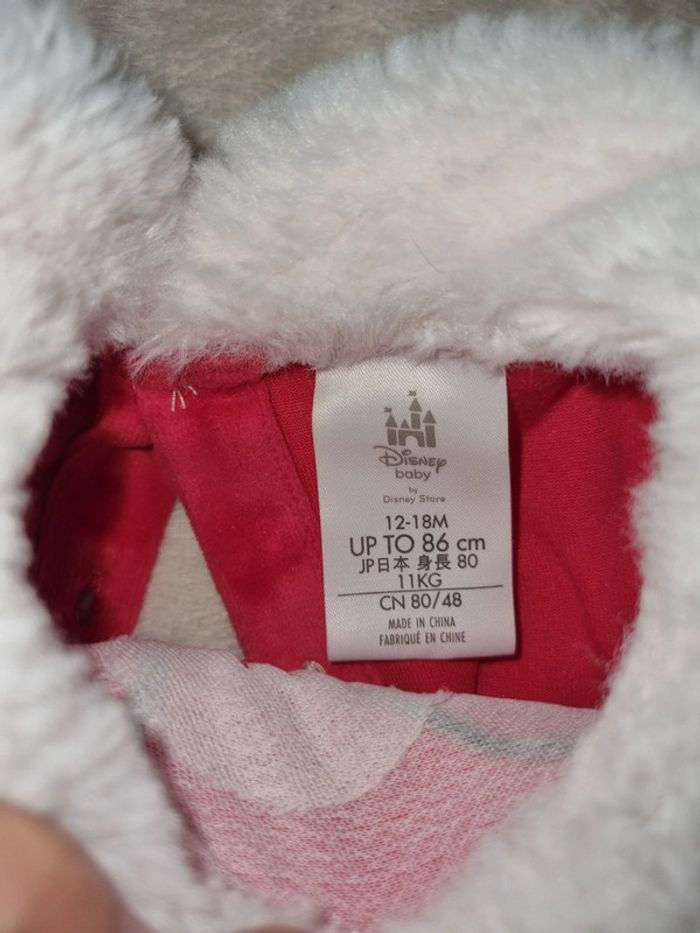 Disney
baby
by
Disney Store
12-18M
UP TO 86 cm
JP日本 身長 80
11KG
CN 80/48
MADE IN CHINA
FABRIQUÉ EN CHINE